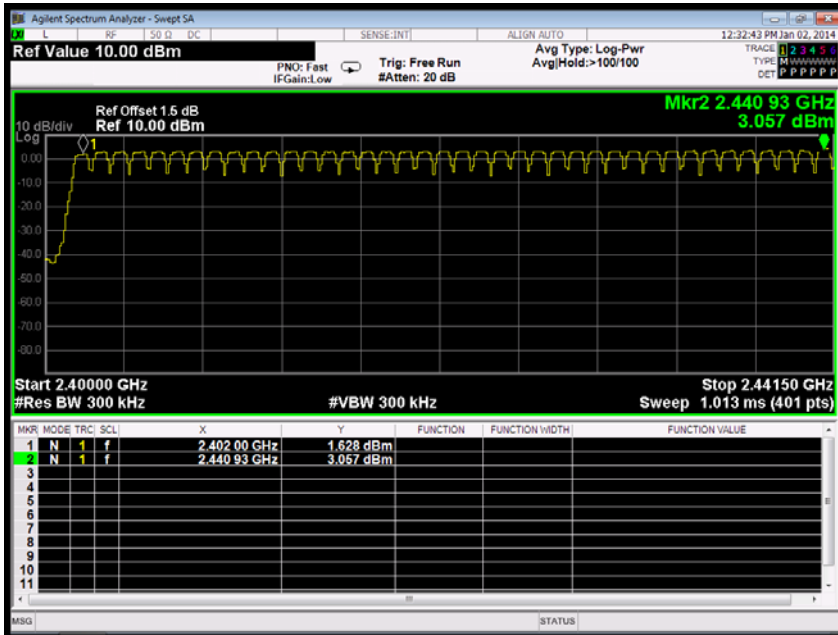 Agilent Spectrum Analyzer - Swept SA
LXI L RF 50 Ω DC SENSE:INT ALIGN AUTO 12:32:43 PM Jan 02, 2014
Ref Value 10.00 dBm
Avg Type: Log-Pwr
Avg|Hold:>100/100
TRACE 1 2 3 4 5 6
TYPE M WWWWW
DET P P P P P P
PNO: Fast
IFGain:Low
Trig: Free Run
#Atten: 20 dB
Mkr2 2.440 93 GHz
3.057 dBm
Ref Offset 1.5 dB
10 dB/div Ref 10.00 dBm
Log
1
0.00
-10.0
-20.0
-30.0
-40.0
-50.0
-60.0
-70.0
-80.0
Start 2.40000 GHz Stop 2.44150 GHz
#Res BW 300 kHz #VBW 300 kHz Sweep 1.013 ms (401 pts)
MKR MODE TRC SCL X Y FUNCTION FUNCTION WIDTH FUNCTION VALUE
1 N 1 f 2.402 00 GHz 1.628 dBm
2 N 1 f 2.440 93 GHz 3.057 dBm
3
4
5
6
7
8
9
10
11
MSG STATUS